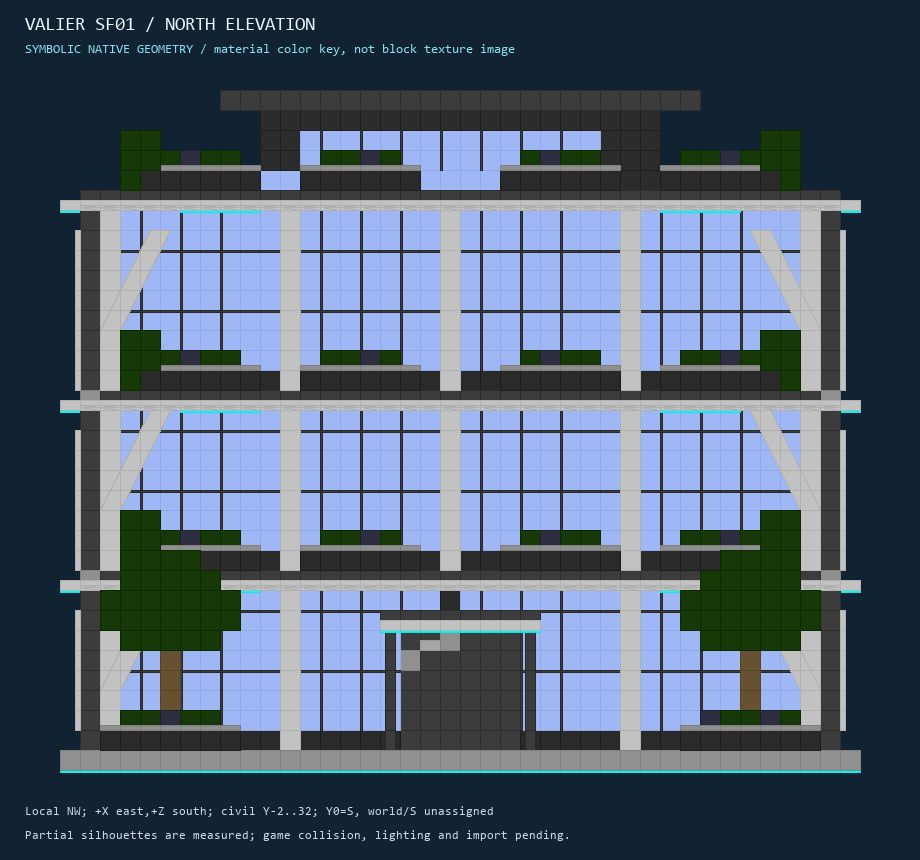 VALIER SF01 / NORTH ELEVATION
SYMBOLIC NATIVE GEOMETRY / material color key, not block texture image
Local NW; +X east,+Z south; civil Y-2..32; Y0=S, world/S unassigned
Partial silhouettes are measured; game collision, lighting and import pending.